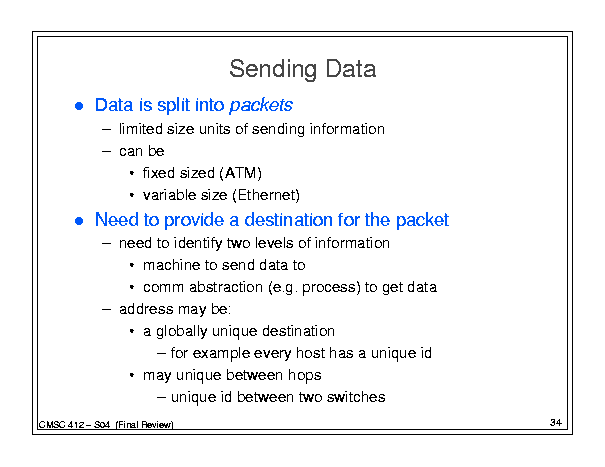 Sending Data
● Data is split into packets
– limited size units of sending information
– can be
• fixed sized (ATM)
• variable size (Ethernet)
● Need to provide a destination for the packet
– need to identify two levels of information
• machine to send data to
• comm abstraction (e.g. process) to get data
– address may be:
• a globally unique destination
– for example every host has a unique id
• may unique between hops
– unique id between two switches
CMSC 412 – S04 (Final Review)
34